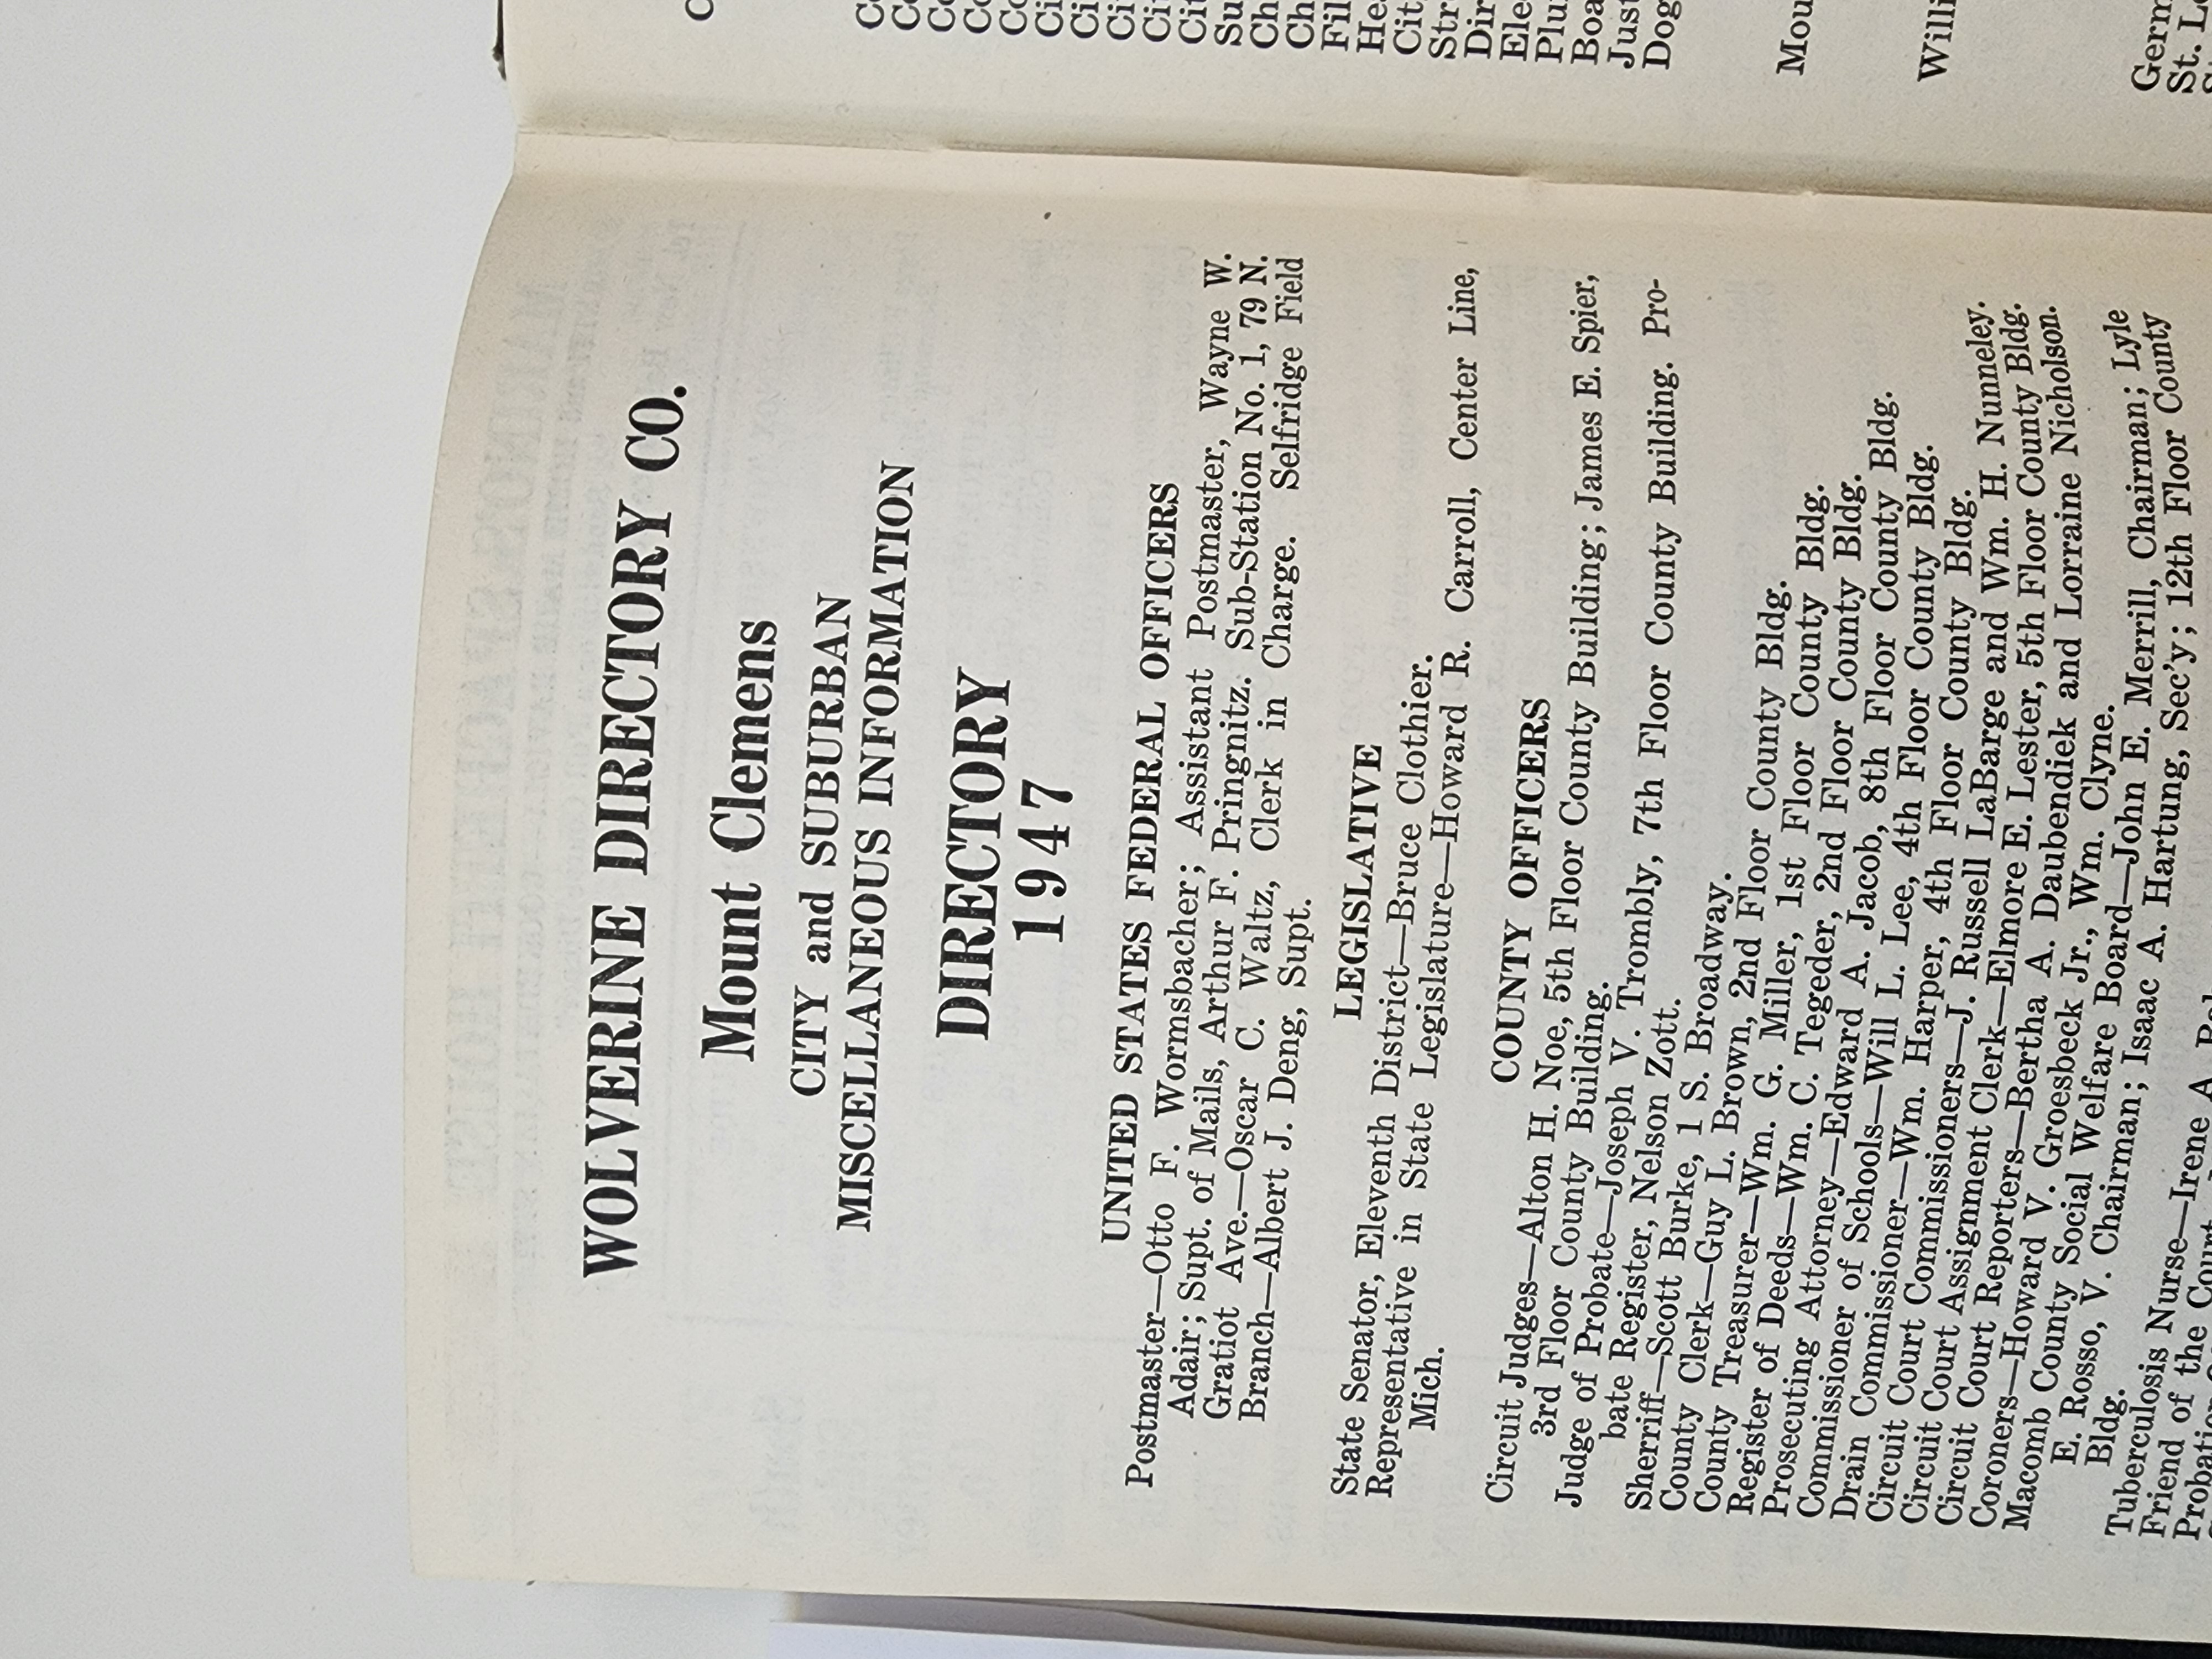 WOLVERINE DIRECTORY CO.
Mount Clemens
CITY and SUBURBAN
MISCELLANEOUS INFORMATION
DIRECTORY
1947
UNITED STATES FEDERAL OFFICERS
Postmaster—Otto F. Wormsbacher; Assistant Postmaster, Wayne W.
Adair; Supt. of Mails, Arthur F. Pringnitz. Sub-Station No. 1, 79 N.
Gratiot Ave.—Oscar C. Waltz, Clerk in Charge. Selfridge Field
Branch—Albert J. Deng, Supt.
LEGISLATIVE
State Senator, Eleventh District—Bruce Clothier.
Representative in State Legislature—Howard R. Carroll, Center Line,
Mich.
COUNTY OFFICERS
Circuit Judges—Alton H. Noe, 5th Floor County Building; James E. Spier,
3rd Floor County Building.
Judge of Probate—Joseph V. Trombly, 7th Floor County Building. Pro-
bate Register, Nelson Zott.
Sherriff—Scott Burke, 1 S. Broadway.
County Clerk—Guy L. Brown, 2nd Floor County Bldg.
County Treasurer—Wm. G. Miller, 1st Floor County Bldg.
Register of Deeds—Wm. C. Tegeder, 2nd Floor County Bldg.
Prosecuting Attorney—Edward A. Jacob, 8th Floor County Bldg.
Commissioner of Schools—Will L. Lee, 4th Floor County Bldg.
Drain Commissioner—Wm. Harper, 4th Floor County Bldg.
Circuit Court Commissioners—J. Russell LaBarge and Wm. H. Nunneley.
Circuit Court Assignment Clerk—Elmore E. Lester, 5th Floor County Bldg.
Circuit Court Reporters—Bertha A. Daubendiek and Lorraine Nicholson.
Coroners—Howard V. Groesbeck Jr., Wm. Clyne.
Macomb County Social Welfare Board—John E. Merrill, Chairman; Lyle
E. Rosso, V. Chairman; Isaac A. Hartung, Sec'y; 12th Floor County
Bldg.
Tuberculosis Nurse—Irene A.
Friend of the Court